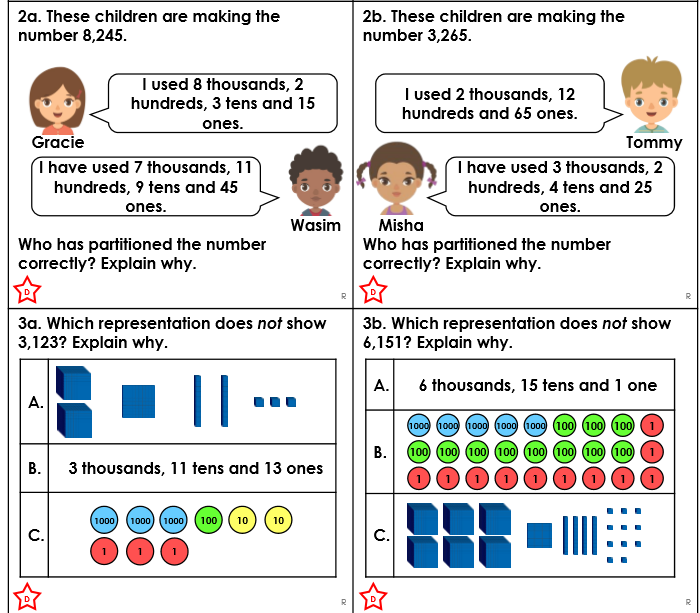 2a. These children are making the
number 8,245.
I used 8 thousands, 2
hundreds, 3 tens and 15
ones.
Gracie
I have used 7 thousands, 11
hundreds, 9 tens and 45
ones.
Wasim
Who has partitioned the number
correctly? Explain why.
D
R
2b. These children are making the
number 3,265.
I used 2 thousands, 12
hundreds and 65 ones.
Tommy
I have used 3 thousands, 2
hundreds, 4 tens and 25
ones.
Misha
Who has partitioned the number
correctly? Explain why.
D
R
3a. Which representation does not show
3,123? Explain why.
A.
B. 3 thousands, 11 tens and 13 ones
C.
1000 1000 1000 100 10 10
1 1 1
D
R
3b. Which representation does not show
6,151? Explain why.
A. 6 thousands, 15 tens and 1 one
B.
1000 1000 1000 1000 1000 100 100 100 1
100 100 100 100 100 100 100 100 1
1 1 1 1 1 1 1 1 1
C.
D
R